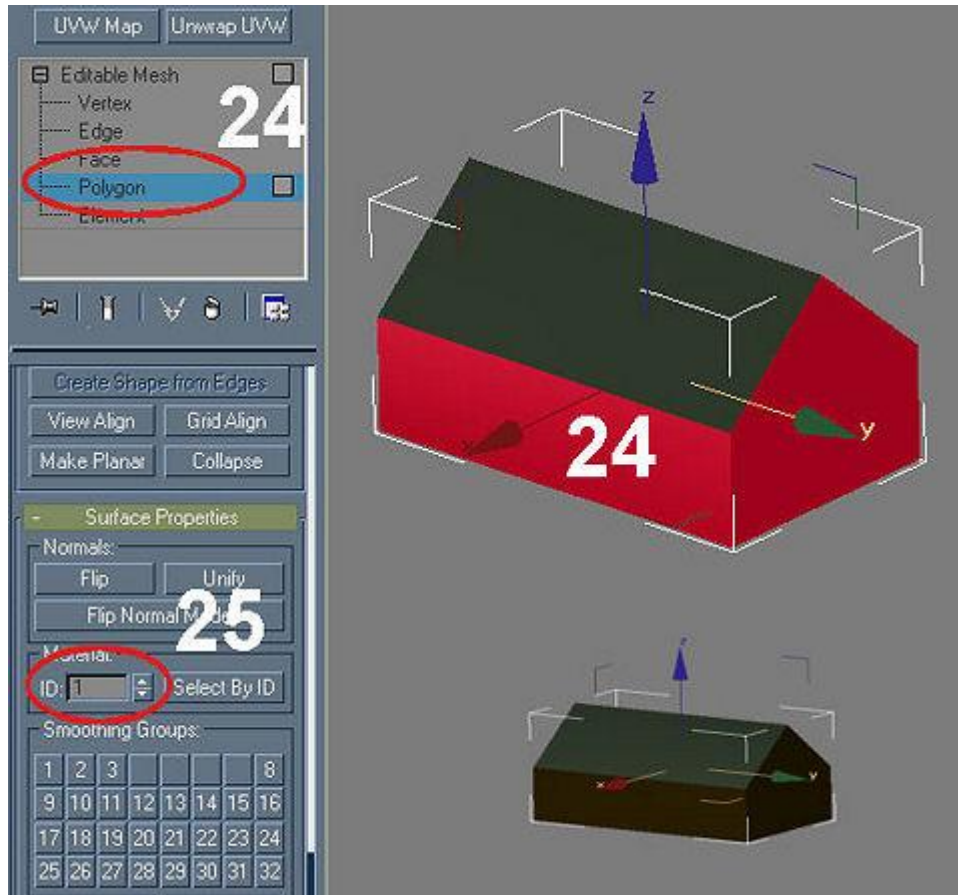 UVW Map Unwrap UVW
Editable Mesh
24
Vertex
Edge
Face
Polygon
Element
z
y
x
24
Create Shape from Edges
View Align Grid Align
Make Planar Collapse
- Surface Properties
Normals:
Flip Unify
Flip Normal Mode
25
Material:
ID: 1 Select By ID
Smoothing Groups:
1 2 3 8
9 10 11 12 13 14 15 16
17 18 19 20 21 22 23 24
25 26 27 28 29 30 31 32
z
x
y